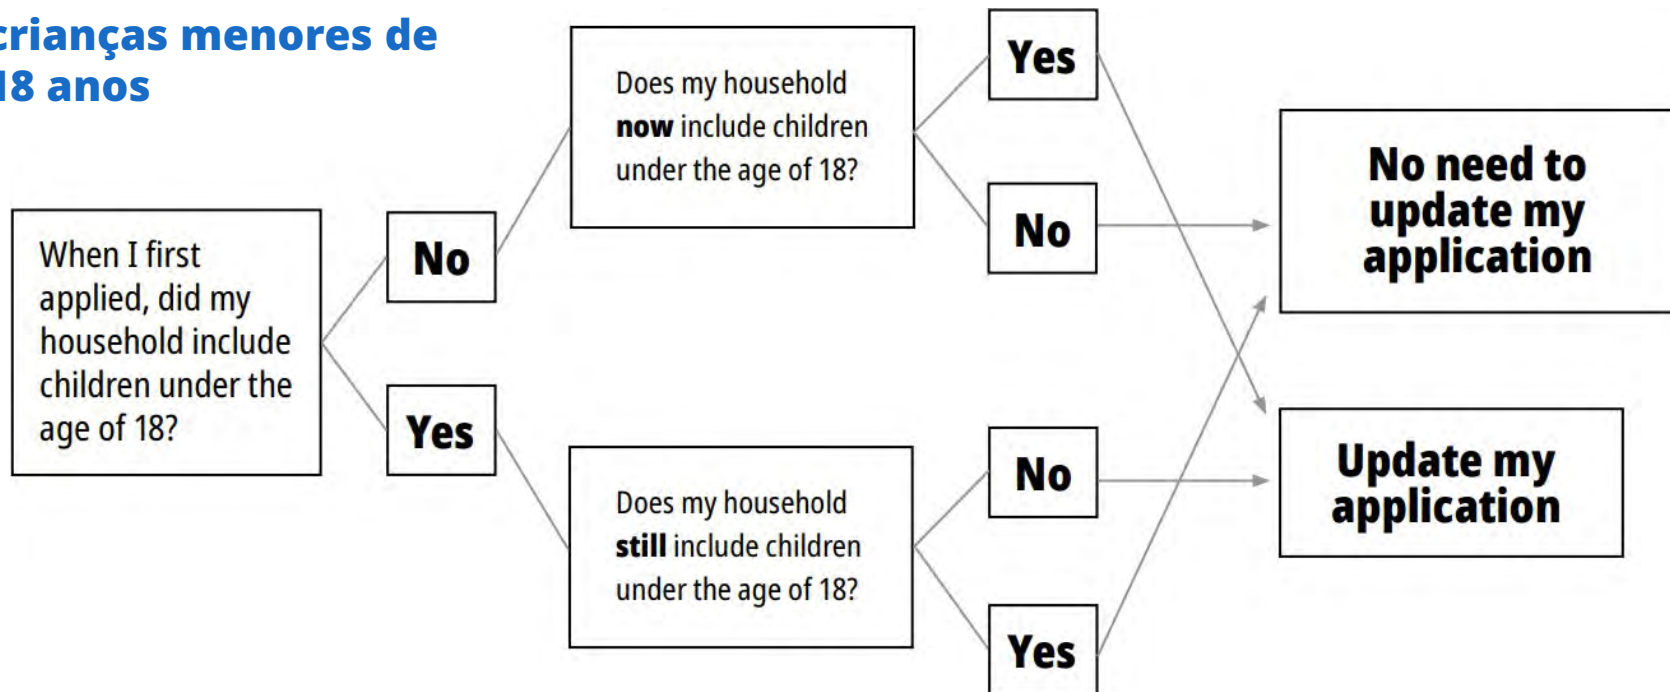 crianças menores de
18 anos
When I first
applied, did my
household include
children under the
age of 18?
No
Yes
Does my household
now include children
under the age of 18?
Yes
No
Does my household
still include children
under the age of 18?
No
Yes
No need to
update my
application
Update my
application